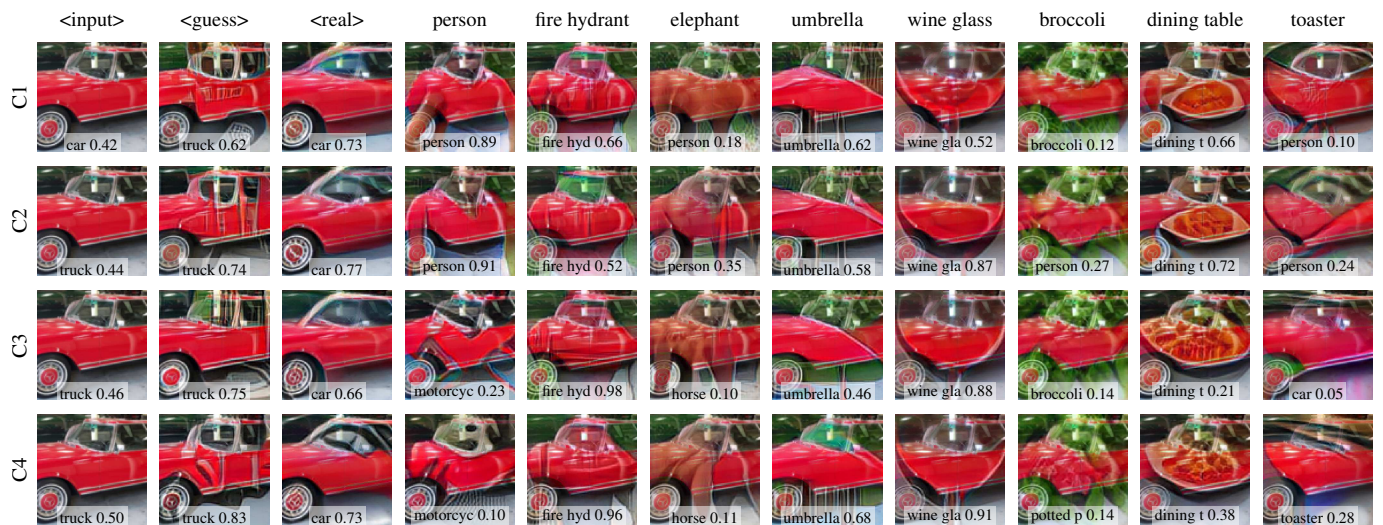 <input> <guess> <real> person fire hydrant elephant umbrella wine glass broccoli dining table toaster
C1
car 0.42 truck 0.62 car 0.73 person 0.89 fire hyd 0.66 person 0.18 umbrella 0.62 wine gla 0.52 broccoli 0.12 dining t 0.66 person 0.10
C2
truck 0.44 truck 0.74 car 0.77 person 0.91 fire hyd 0.52 person 0.35 umbrella 0.58 wine gla 0.87 person 0.27 dining t 0.72 person 0.24
C3
truck 0.46 truck 0.75 car 0.66 motorcyc 0.23 fire hyd 0.98 horse 0.10 umbrella 0.46 wine gla 0.88 broccoli 0.14 dining t 0.21 car 0.05
C4
truck 0.50 truck 0.83 car 0.73 motorcyc 0.10 fire hyd 0.96 horse 0.11 umbrella 0.68 wine gla 0.91 potted p 0.14 dining t 0.38 toaster 0.28